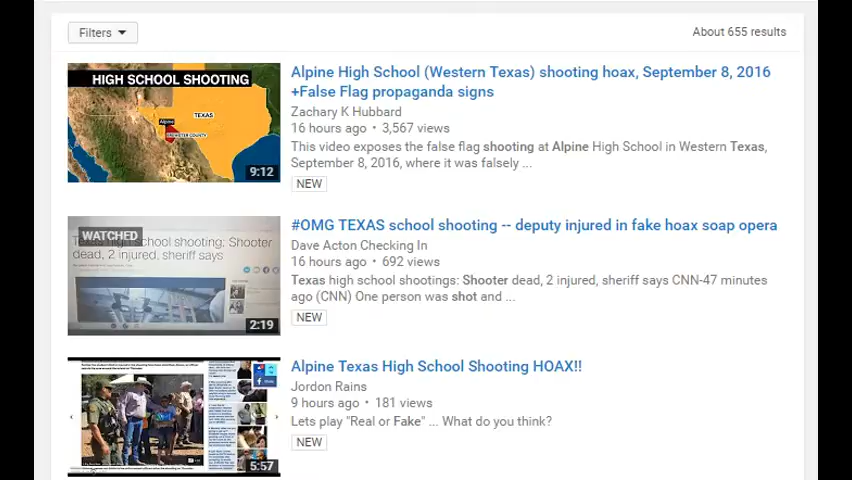 Filters
About 655 results
HIGH SCHOOL SHOOTING
TEXAS
Alpine
BREWSTER COUNTY
9:12
Alpine High School (Western Texas) shooting hoax, September 8, 2016
+False Flag propaganda signs
Zachary K Hubbard
16 hours ago • 3,567 views
This video exposes the false flag shooting at Alpine High School in Western Texas,
September 8, 2016, where it was falsely ...
NEW
WATCHED
Texas high school shooting; Shooter
dead, 2 injured, sheriff says
2:19
#OMG TEXAS school shooting -- deputy injured in fake hoax soap opera
Dave Acton Checking In
16 hours ago • 692 views
Texas high school shootings: Shooter dead, 2 injured, sheriff says CNN-47 minutes
ago (CNN) One person was shot and ...
NEW
5:57
Alpine Texas High School Shooting HOAX!!
Jordon Rains
9 hours ago • 181 views
Lets play "Real or Fake" ... What do you think?
NEW